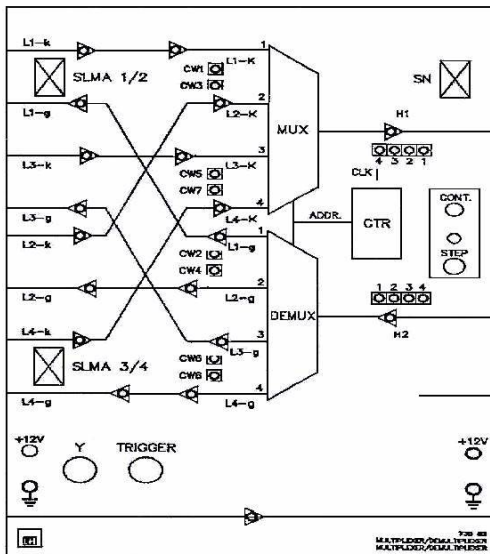 L1-k
L1-K
1
SLMA 1/2
CW1
CW3
SN
L1-g
2
L2-K
MUX
H1
L3-k
3
L3-K
4 3 2 1
CLK
CW5
CW7
CONT.
L3-g
4
L4-K
ADDR.
CTR
L2-k
1
L1-g
STEP
CW2
CW4
2
L2-g
L2-g
1 2 3 4
DEMUX
L4-k
3
L3-g
H2
SLMA 3/4
CW6
CW8
4
L4-g
L4-g
+12V
Y
TRIGGER
+12V
MULTIPLEXER/DEMULTIPLEXER
MULTIPLEXER/DEMULTIPLEXER